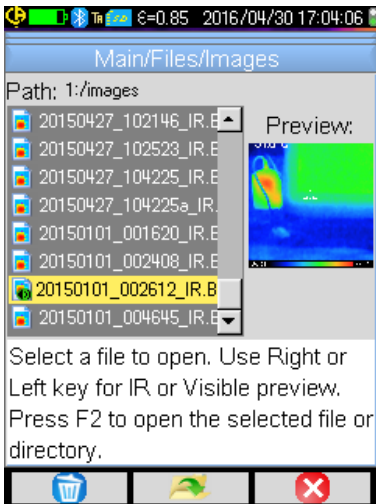 Ta ε=0.85 2016/04/30 17:04:06
Main/Files/Images
Path: 1:/images
20150427_102146_IR.B
Preview:
20150427_102523_IR.B
20150427_104225_IR.B
20150427_104225a_IR.
20150101_001620_IR.B
20150101_002408_IR.B
20150101_002612_IR.B
20150101_004645_IR.B
Select a file to open. Use Right or
Left key for IR or Visible preview.
Press F2 to open the selected file or
directory.